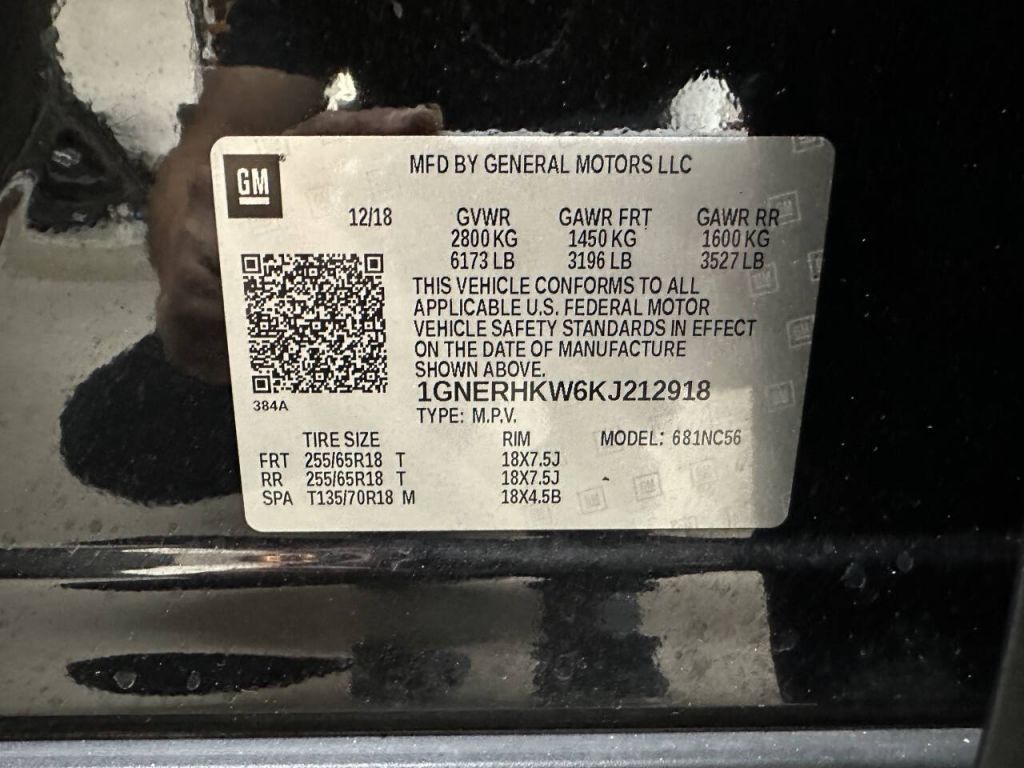 GM
MFD BY GENERAL MOTORS LLC
12/18 GVWR GAWR FRT GAWR RR
2800 KG 1450 KG 1600 KG
6173 LB 3196 LB 3527 LB
THIS VEHICLE CONFORMS TO ALL
APPLICABLE U.S. FEDERAL MOTOR
VEHICLE SAFETY STANDARDS IN EFFECT
ON THE DATE OF MANUFACTURE
SHOWN ABOVE.
1GNERHKW6KJ212918
384A
TYPE: M.P.V.
TIRE SIZE RIM MODEL: 681NC56
FRT 255/65R18 T 18X7.5J
RR 255/65R18 T 18X7.5J
SPA T135/70R18 M 18X4.5B